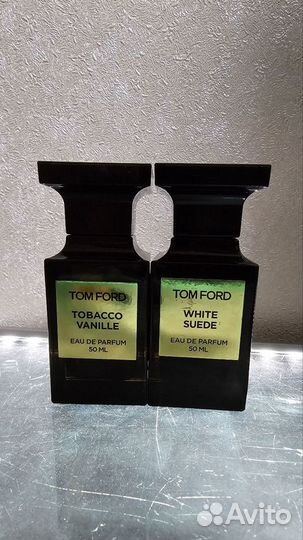 TOM FORD
TOBACCO
VANILLE
EAU DE PARFUM
50 ML
TOM FORD
WHITE
SUEDE
EAU DE PARFUM
50 ML
Avito